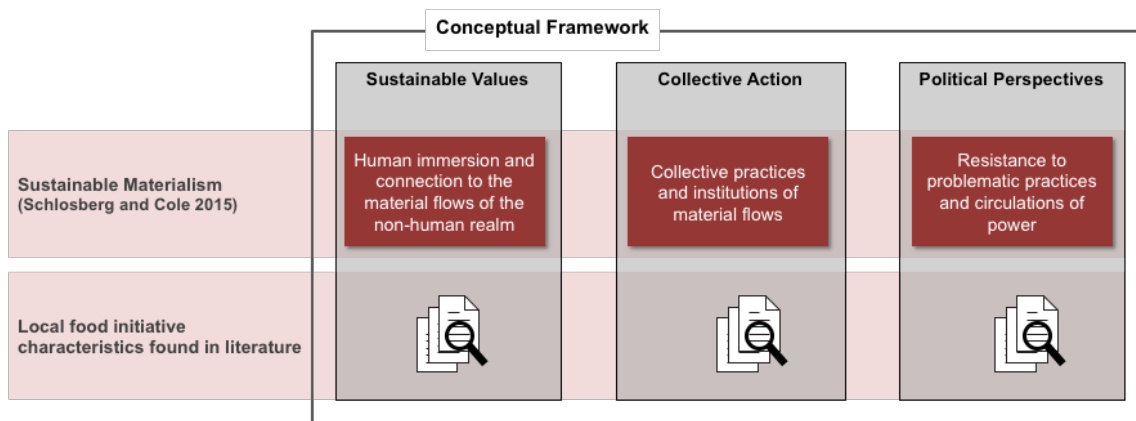 Conceptual Framework
Sustainable Values
Collective Action
Political Perspectives
Sustainable Materialism
(Schlosberg and Cole 2015)
Human immersion and
connection to the
material flows of the
non-human realm
Collective practices
and institutions of
material flows
Resistance to
problematic practices
and circulations of
power
Local food initiative
characteristics found in literature